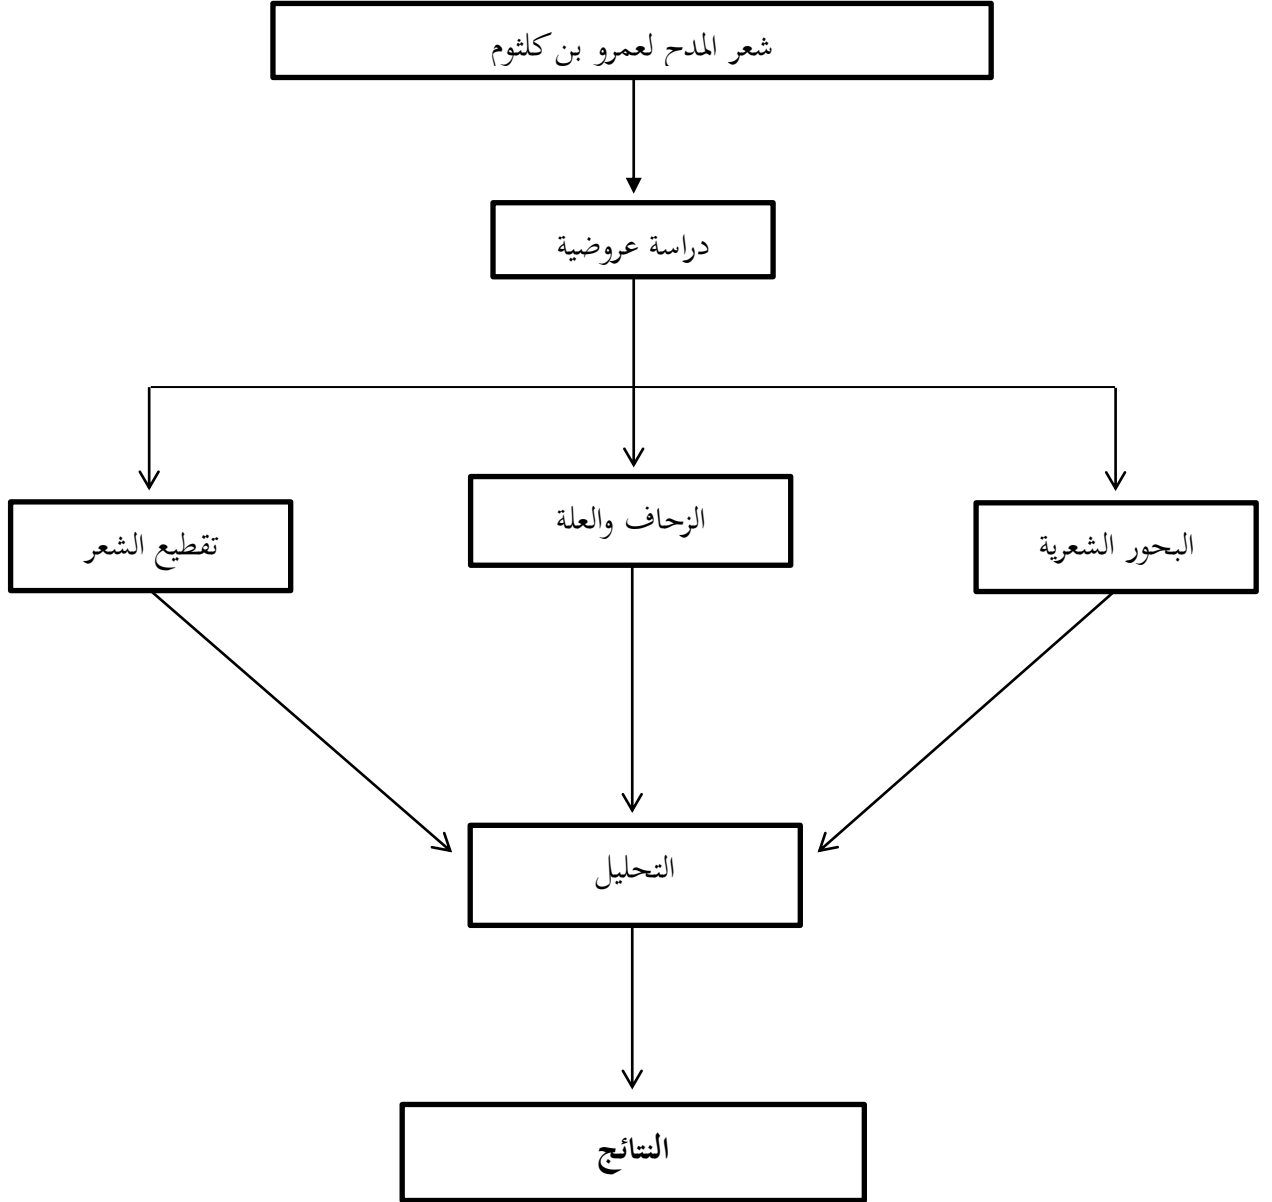 شعر المدح لعمرو بن كلثوم
دراسة عروضية
البحور الشعرية
الزحاف والعلة
تقطيع الشعر
التحليل
النتائج